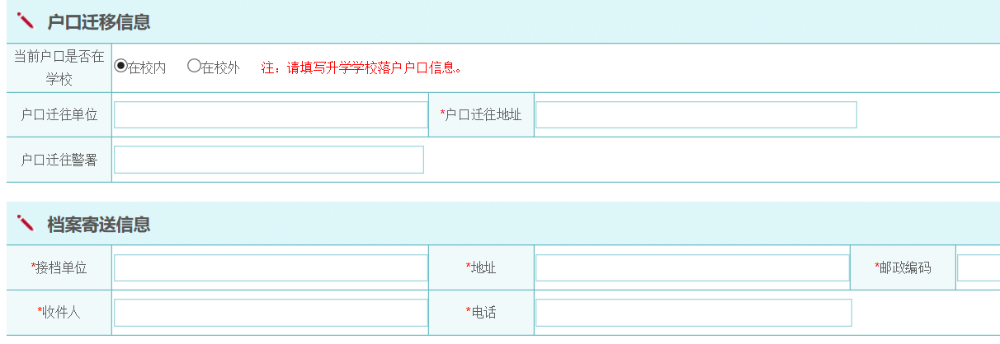 户口迁移信息
当前户口是否在
学校
在校内 在校外 注：请填写升学学校落户户口信息。
户口迁往单位 *户口迁往地址
户口迁往警署
档案寄送信息
*接档单位 *地址 *邮政编码
*收件人 *电话